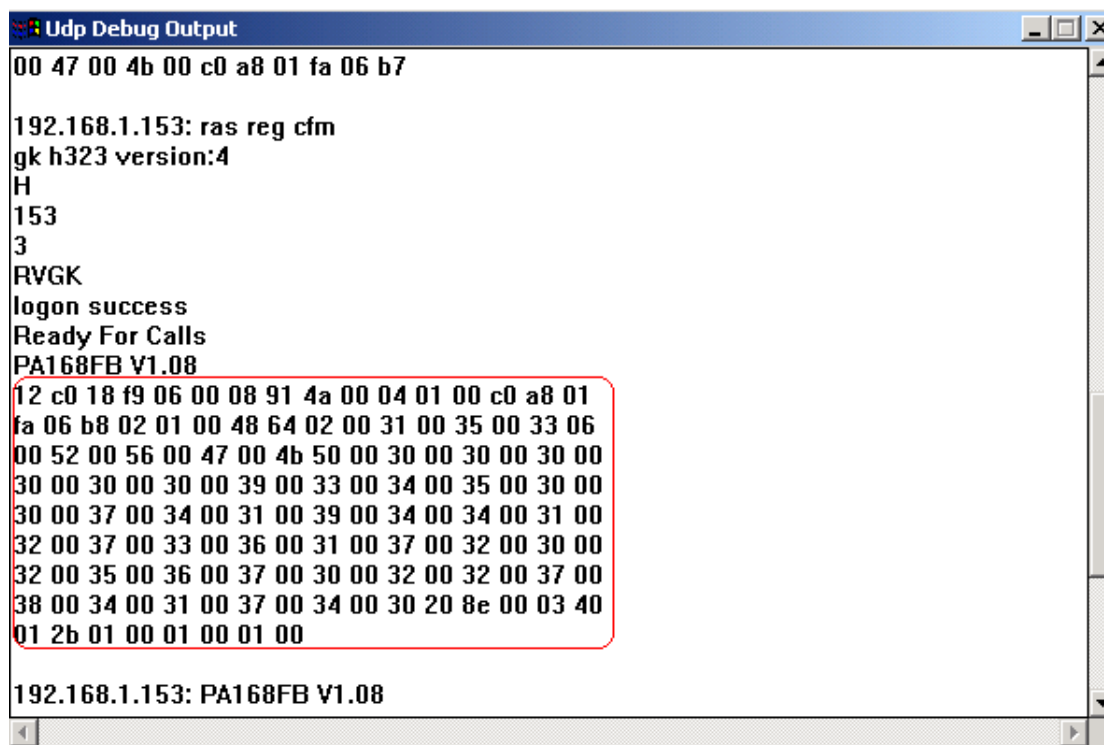 Udp Debug Output
00 47 00 4b 00 c0 a8 01 fa 06 b7
192.168.1.153: ras reg cfm
gk h323 version:4
H
153
3
RVGK
logon success
Ready For Calls
PA168FB V1.08
12 c0 18 f9 06 00 08 91 4a 00 04 01 00 c0 a8 01
fa 06 b8 02 01 00 48 64 02 00 31 00 35 00 33 06
00 52 00 56 00 47 00 4b 50 00 30 00 30 00 30 00
30 00 30 00 30 00 39 00 33 00 34 00 35 00 30 00
30 00 37 00 34 00 31 00 39 00 34 00 34 00 31 00
32 00 37 00 33 00 36 00 31 00 37 00 32 00 30 00
32 00 35 00 36 00 37 00 30 00 32 00 32 00 37 00
38 00 34 00 31 00 37 00 34 00 30 20 8e 00 03 40
01 2b 01 00 01 00 01 00
192.168.1.153: PA168FB V1.08